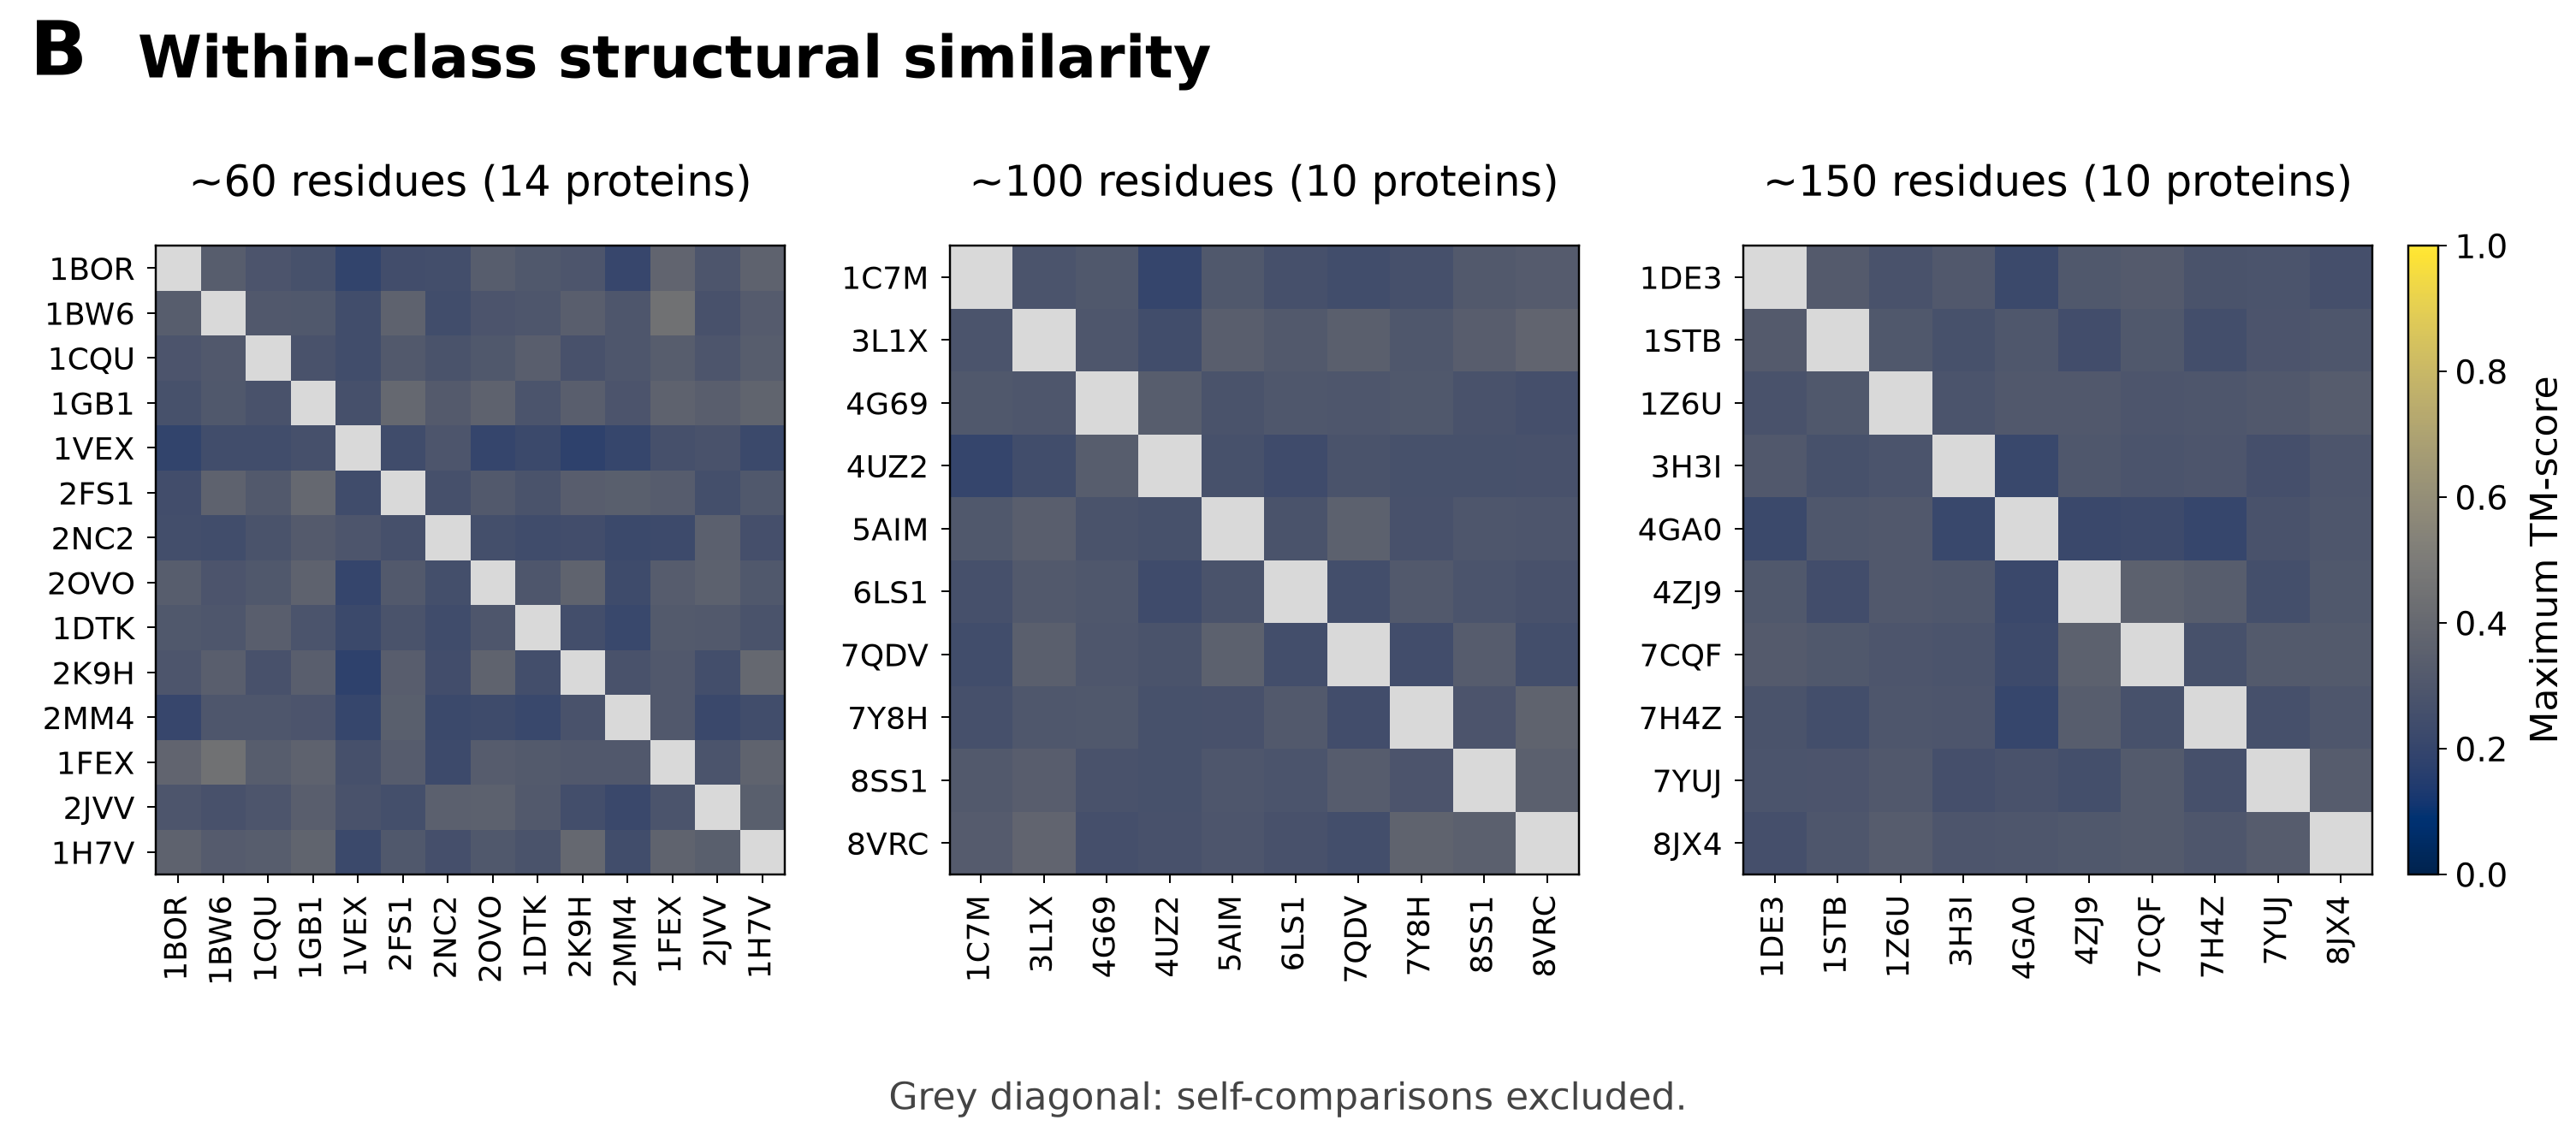 B Within-class structural similarity
~60 residues (14 proteins)
1BOR
1BW6
1CQU
1GB1
1VEX
2FS1
2NC2
2OVO
1DTK
2K9H
2MM4
1FEX
2JVV
1H7V
1BOR 1BW6 1CQU 1GB1 1VEX 2FS1 2NC2 2OVO 1DTK 2K9H 2MM4 1FEX 2JVV 1H7V
~100 residues (10 proteins)
1C7M
3L1X
4G69
4UZ2
5AIM
6LS1
7QDV
7Y8H
8SS1
8VRC
1C7M 3L1X 4G69 4UZ2 5AIM 6LS1 7QDV 7Y8H 8SS1 8VRC
~150 residues (10 proteins)
1DE3
1STB
1Z6U
3H3I
4GA0
4ZJ9
7CQF
7H4Z
7YUJ
8JX4
1DE3 1STB 1Z6U 3H3I 4GA0 4ZJ9 7CQF 7H4Z 7YUJ 8JX4
1.0
0.8
0.6
0.4
0.2
0.0
Maximum TM-score
Grey diagonal: self-comparisons excluded.